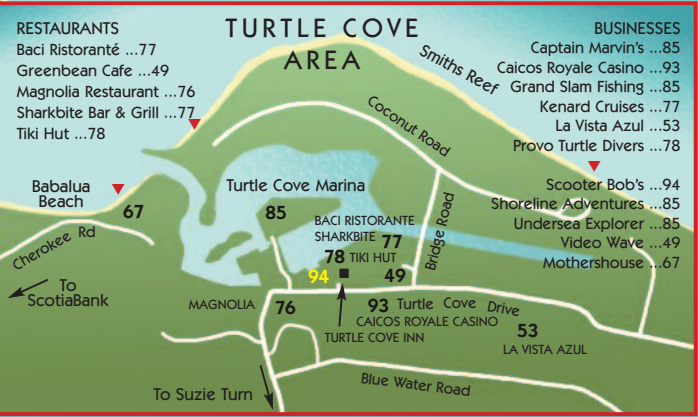 RESTAURANTS
Baci Ristoranté ...77
Greenbean Cafe ...49
Magnolia Restaurant ...76
Sharkbite Bar & Grill ...77
Tiki Hut ...78
TURTLE COVE
AREA
BUSINESSES
Captain Marvin's ...85
Caicos Royale Casino ...93
Grand Slam Fishing ...85
Kenard Cruises ...77
La Vista Azul ...53
Provo Turtle Divers ...78
Scooter Bob's ...94
Shoreline Adventures ...85
Undersea Explorer ...85
Video Wave ...49
Mothershouse ...67
Smiths Reef
Coconut Road
Babalua
Beach
67
Turtle Cove Marina
85
BACI RISTORANTE
SHARKBITE 77
78 TIKI HUT
94
49
Bridge Road
Cherokee Rd
To
ScotiaBank
MAGNOLIA 76
93 Turtle Cove Drive
CAICOS ROYALE CASINO
TURTLE COVE INN
53
LA VISTA AZUL
Blue Water Road
To Suzie Turn